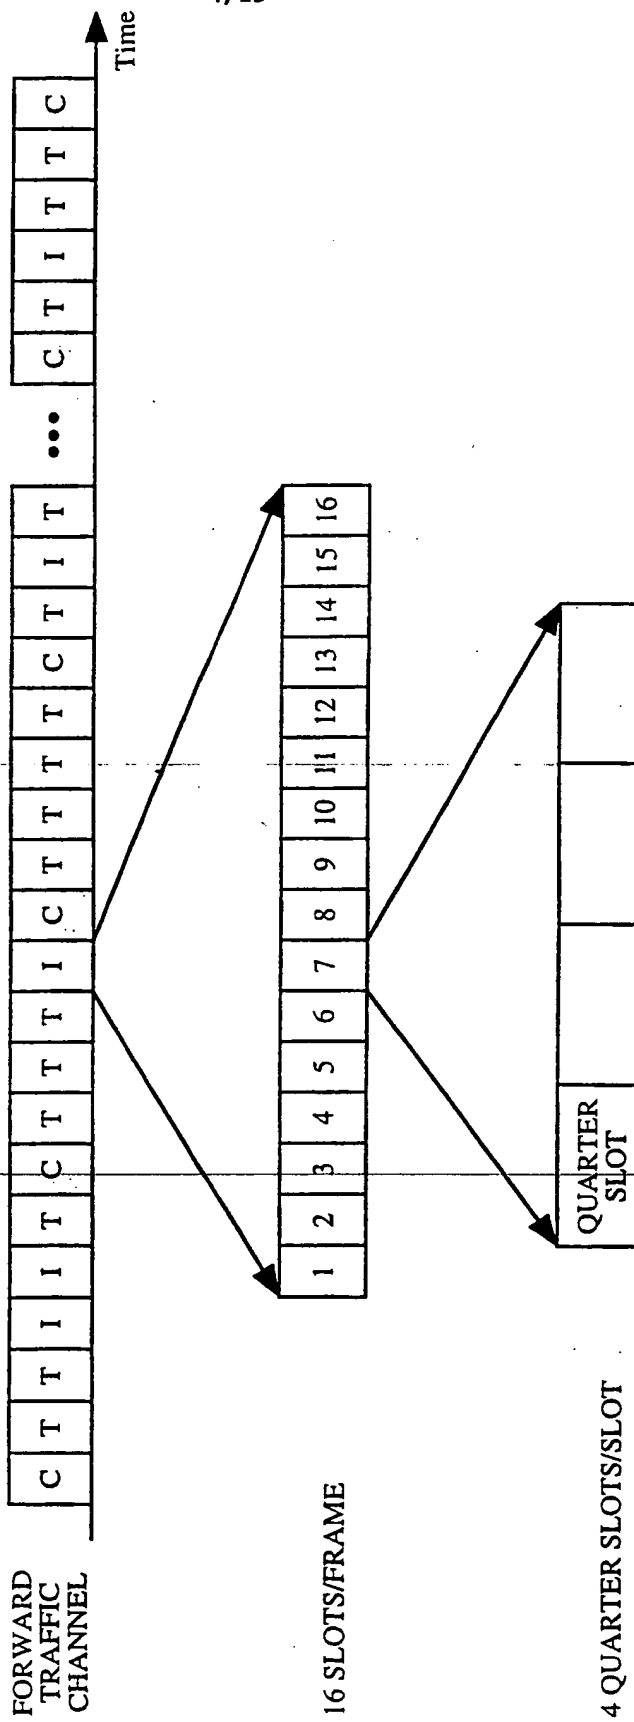 FORWARD
TRAFFIC
CHANNEL
C T T I I T C T T T I C T T T T C T I T ••• C T I T T C
Time
16 SLOTS/FRAME
1 2 3 4 5 6 7 8 9 10 11 12 13 14 15 16
4 QUARTER SLOTS/SLOT
QUARTER
SLOT